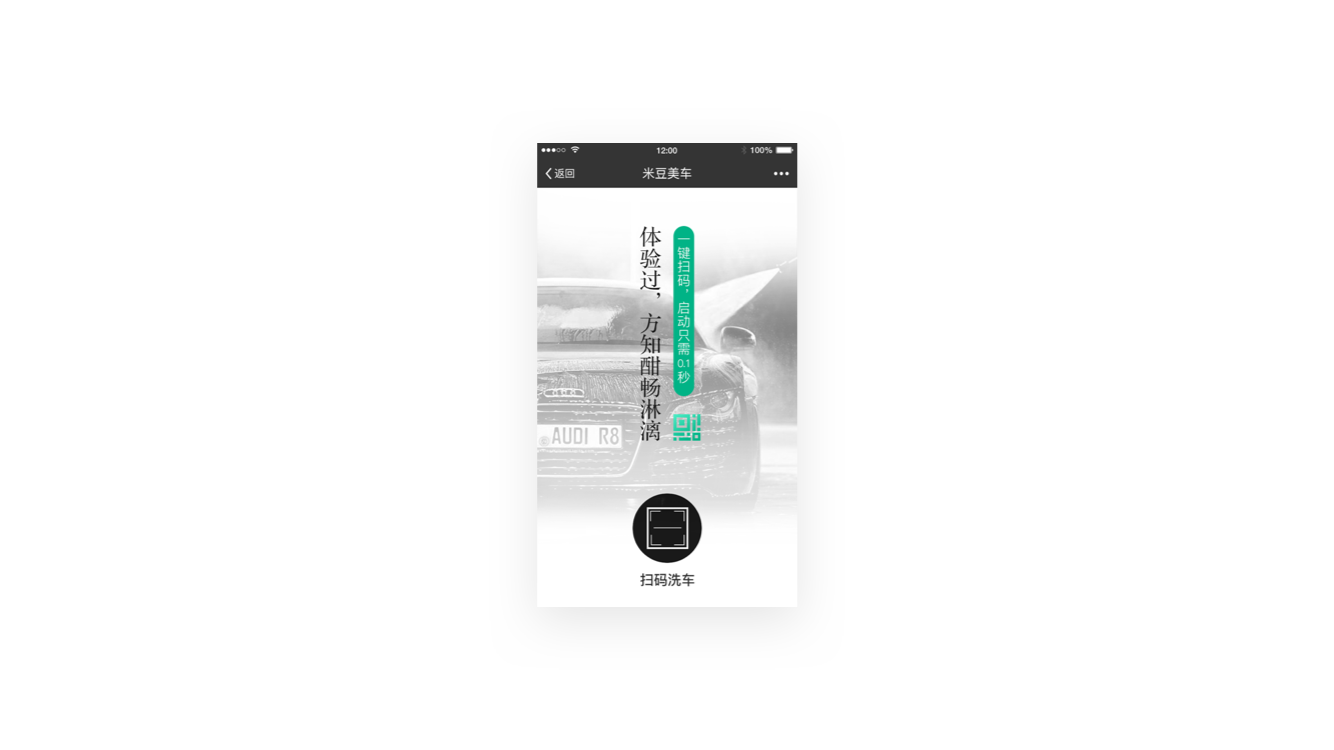 12:00
100%
返回
米豆美车
一键扫码，启动只需0.1秒
体验过，方知酣畅淋漓
AUDI R8
扫码洗车